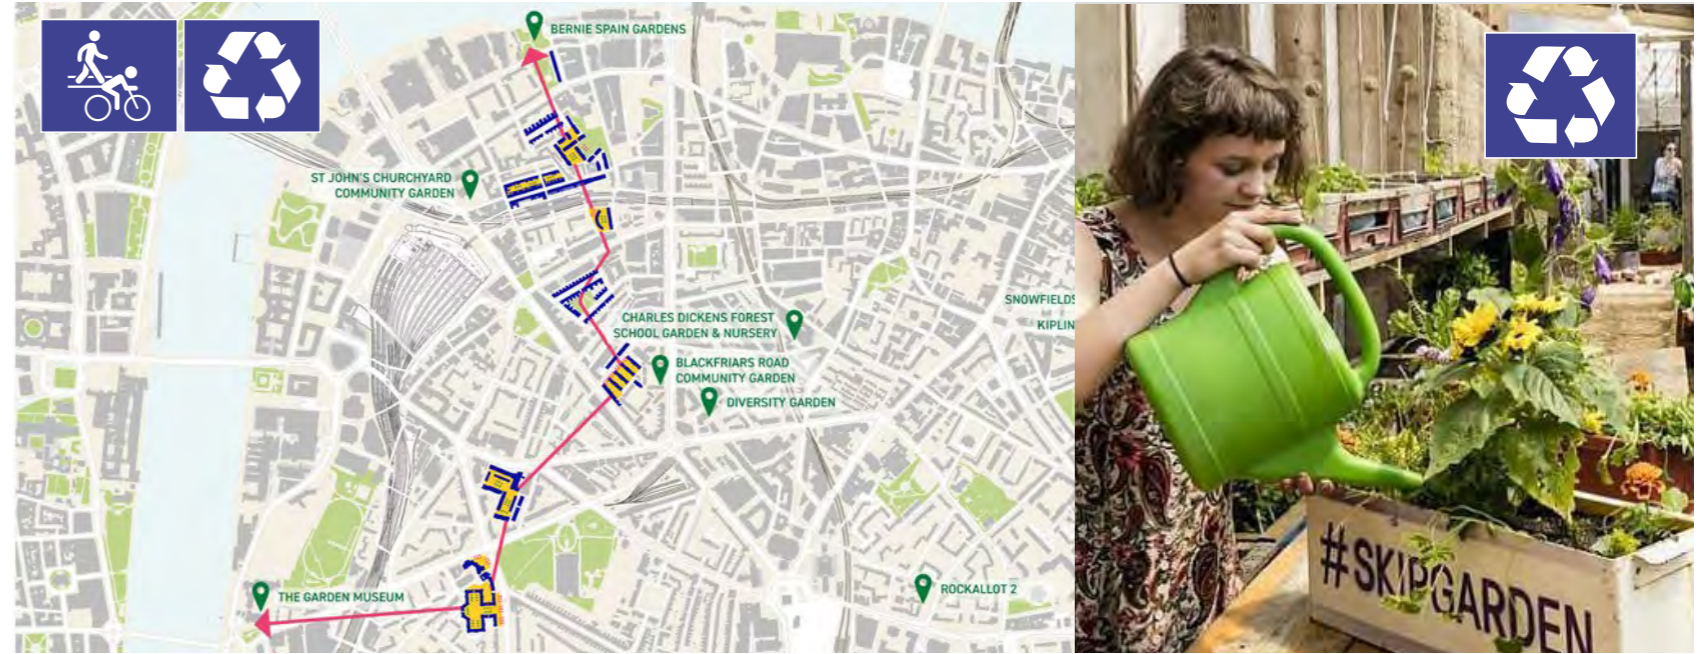 BERNIE SPAIN GARDENS
ST JOHN'S CHURCHYARD
COMMUNITY GARDEN
SNOWFIELDS
KIPLIN
CHARLES DICKENS FOREST
SCHOOL GARDEN & NURSERY
BLACKFRIARS ROAD
COMMUNITY GARDEN
DIVERSITY GARDEN
THE GARDEN MUSEUM
ROCKALLOT 2
#SKIPGARDEN